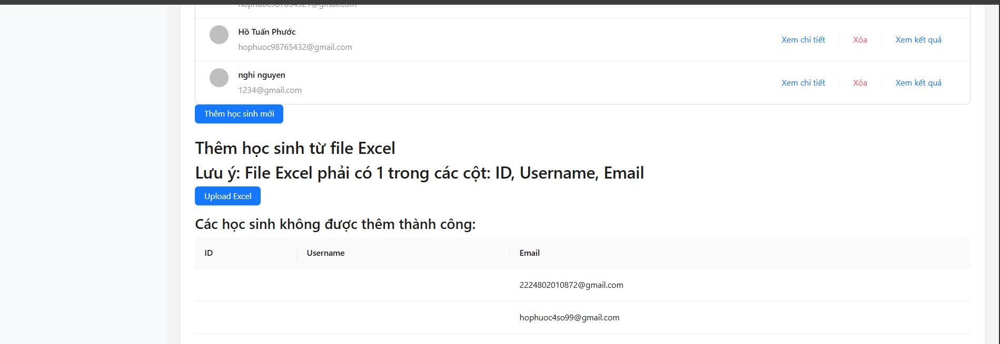 Hồ Tuấn Phước
hophuoc98765432@gmail.com
Xem chi tiết
Xóa
Xem kết quả
nghi nguyen
1234@gmail.com
Xem chi tiết
Xóa
Xem kết quả
Thêm học sinh mới
Thêm học sinh từ file Excel
Lưu ý: File Excel phải có 1 trong các cột: ID, Username, Email
Upload Excel
Các học sinh không được thêm thành công:
ID Username Email
2224802010872@gmail.com
hophuoc4so99@gmail.com